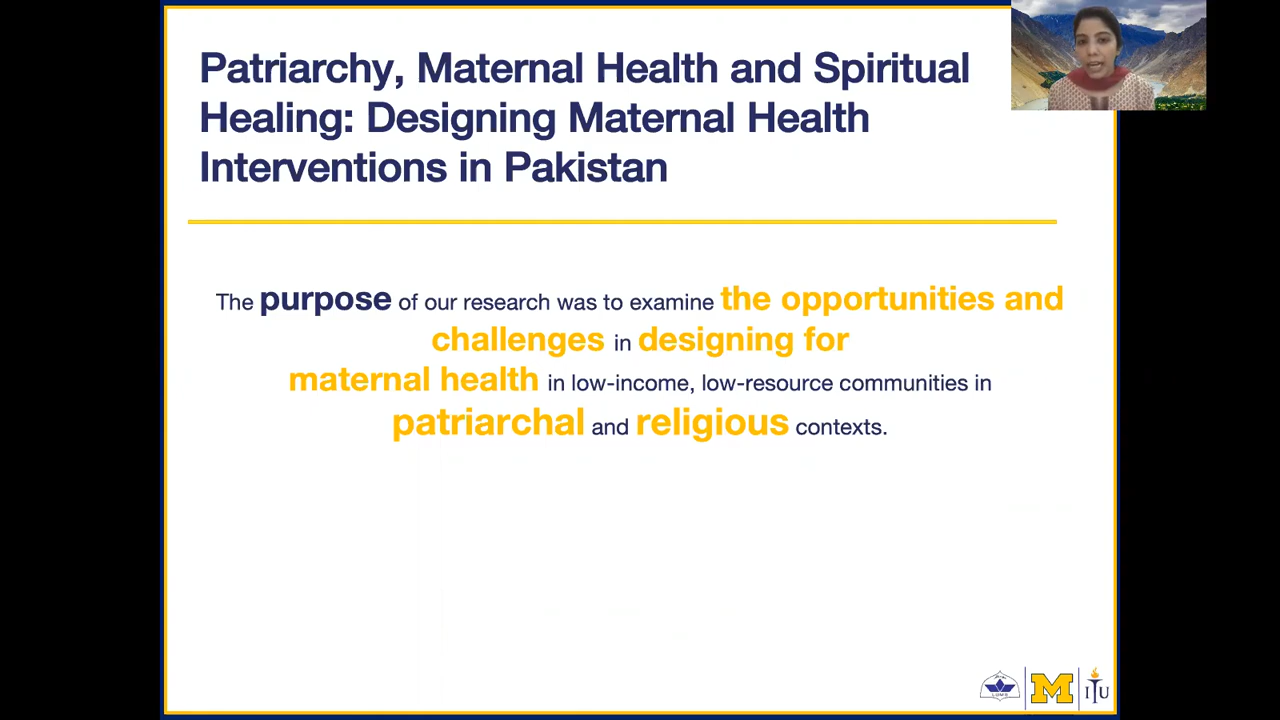 Patriarchy, Maternal Health and Spiritual
Healing: Designing Maternal Health
Interventions in Pakistan
The purpose of our research was to examine the opportunities and
challenges in designing for
maternal health in low-income, low-resource communities in
patriarchal and religious contexts.
LUMS
M
ITU